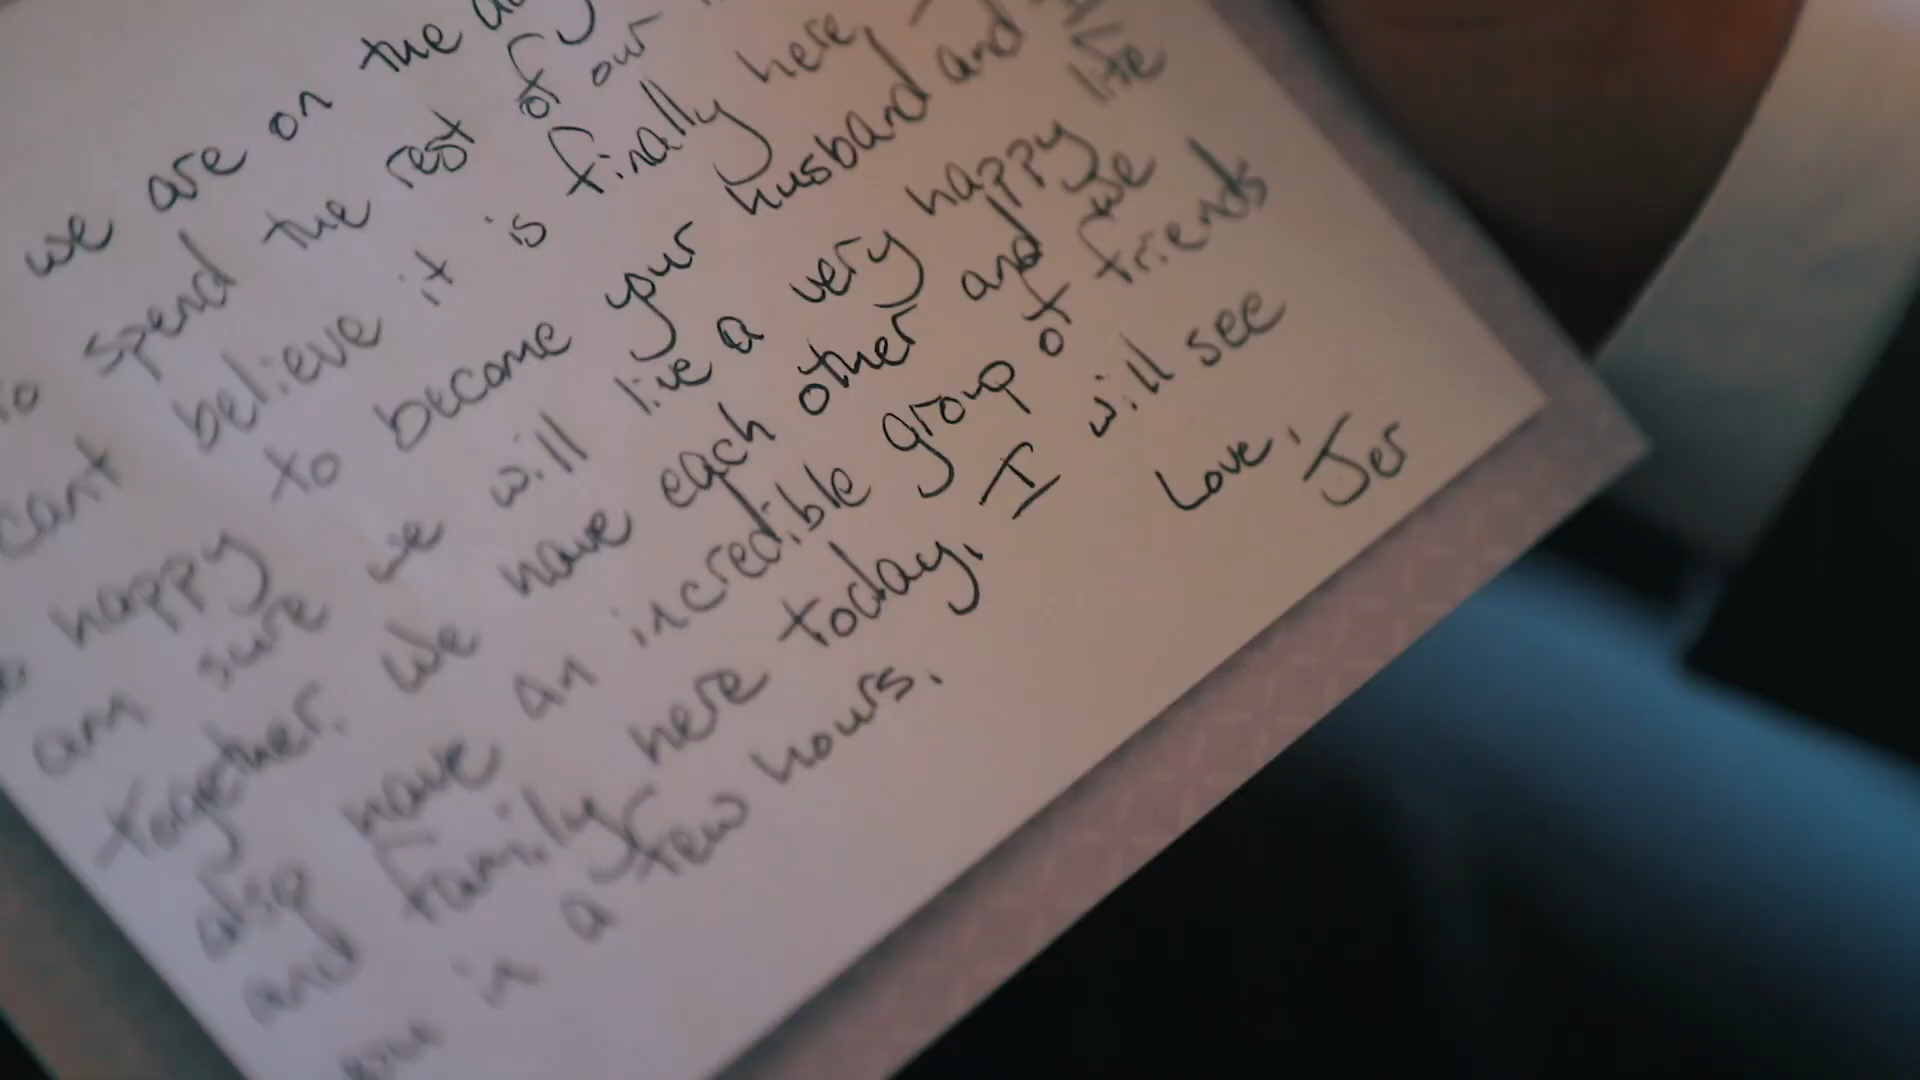 we are on the
to spend the rest of our
cant believe it is finally here,
happy to become your husband and
am sure we will live a very happy life
together. We have each other and we
also have an incredible group of friends
and family here today. I will see
you in a few hours.
Love,
Jer